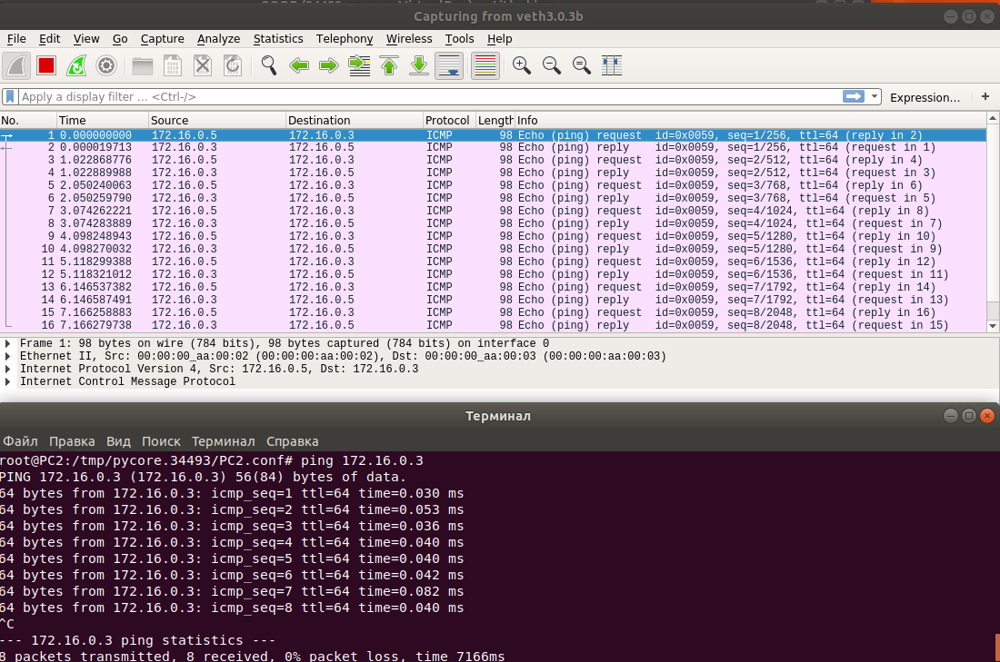 Capturing from veth3.0.3b
File Edit View Go Capture Analyze Statistics Telephony Wireless Tools Help
Apply a display filter ... <Ctrl-/> Expression... +
No. Time Source Destination Protocol Length Info
1 0.000000000 172.16.0.5 172.16.0.3 ICMP 98 Echo (ping) request id=0x0059, seq=1/256, ttl=64 (reply in 2)
2 0.000019713 172.16.0.3 172.16.0.5 ICMP 98 Echo (ping) reply id=0x0059, seq=1/256, ttl=64 (request in 1)
3 1.022868776 172.16.0.5 172.16.0.3 ICMP 98 Echo (ping) request id=0x0059, seq=2/512, ttl=64 (reply in 4)
4 1.022889988 172.16.0.3 172.16.0.5 ICMP 98 Echo (ping) reply id=0x0059, seq=2/512, ttl=64 (request in 3)
5 2.050240063 172.16.0.5 172.16.0.3 ICMP 98 Echo (ping) request id=0x0059, seq=3/768, ttl=64 (reply in 6)
6 2.050259790 172.16.0.3 172.16.0.5 ICMP 98 Echo (ping) reply id=0x0059, seq=3/768, ttl=64 (request in 5)
7 3.074262221 172.16.0.5 172.16.0.3 ICMP 98 Echo (ping) request id=0x0059, seq=4/1024, ttl=64 (reply in 8)
8 3.074283889 172.16.0.3 172.16.0.5 ICMP 98 Echo (ping) reply id=0x0059, seq=4/1024, ttl=64 (request in 7)
9 4.098248943 172.16.0.5 172.16.0.3 ICMP 98 Echo (ping) request id=0x0059, seq=5/1280, ttl=64 (reply in 10)
10 4.098270032 172.16.0.3 172.16.0.5 ICMP 98 Echo (ping) reply id=0x0059, seq=5/1280, ttl=64 (request in 9)
11 5.118299388 172.16.0.5 172.16.0.3 ICMP 98 Echo (ping) request id=0x0059, seq=6/1536, ttl=64 (reply in 12)
12 5.118321012 172.16.0.3 172.16.0.5 ICMP 98 Echo (ping) reply id=0x0059, seq=6/1536, ttl=64 (request in 11)
13 6.146537382 172.16.0.5 172.16.0.3 ICMP 98 Echo (ping) request id=0x0059, seq=7/1792, ttl=64 (reply in 14)
14 6.146587491 172.16.0.3 172.16.0.5 ICMP 98 Echo (ping) reply id=0x0059, seq=7/1792, ttl=64 (request in 13)
15 7.166258883 172.16.0.5 172.16.0.3 ICMP 98 Echo (ping) request id=0x0059, seq=8/2048, ttl=64 (reply in 16)
16 7.166279738 172.16.0.3 172.16.0.5 ICMP 98 Echo (ping) reply id=0x0059, seq=8/2048, ttl=64 (request in 15)
Frame 1: 98 bytes on wire (784 bits), 98 bytes captured (784 bits) on interface 0
Ethernet II, Src: 00:00:00_aa:00:02 (00:00:00:aa:00:02), Dst: 00:00:00_aa:00:03 (00:00:00:aa:00:03)
Internet Protocol Version 4, Src: 172.16.0.5, Dst: 172.16.0.3
Internet Control Message Protocol
Терминал
Файл Правка Вид Поиск Терминал Справка
root@PC2:/tmp/pycore.34493/PC2.conf# ping 172.16.0.3
PING 172.16.0.3 (172.16.0.3) 56(84) bytes of data.
64 bytes from 172.16.0.3: icmp_seq=1 ttl=64 time=0.030 ms
64 bytes from 172.16.0.3: icmp_seq=2 ttl=64 time=0.053 ms
64 bytes from 172.16.0.3: icmp_seq=3 ttl=64 time=0.036 ms
64 bytes from 172.16.0.3: icmp_seq=4 ttl=64 time=0.040 ms
64 bytes from 172.16.0.3: icmp_seq=5 ttl=64 time=0.040 ms
64 bytes from 172.16.0.3: icmp_seq=6 ttl=64 time=0.042 ms
64 bytes from 172.16.0.3: icmp_seq=7 ttl=64 time=0.082 ms
64 bytes from 172.16.0.3: icmp_seq=8 ttl=64 time=0.040 ms
^C
--- 172.16.0.3 ping statistics ---
8 packets transmitted, 8 received, 0% packet loss, time 7166ms